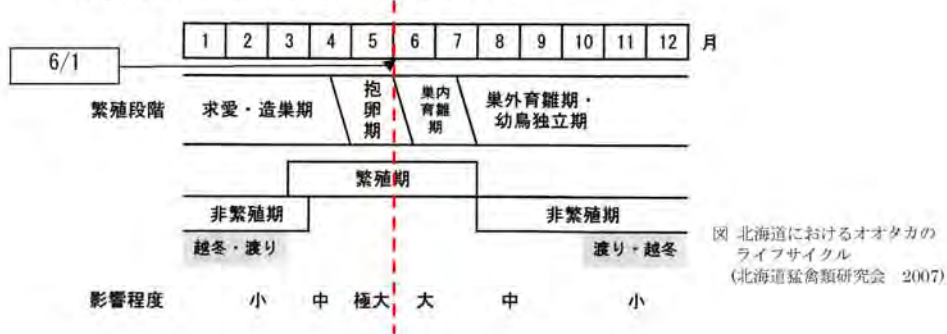 1 2 3 4 5 6 7 8 9 10 11 12 月
6/1
繁殖段階 求愛・造巣期 抱卵期 巣内育雛期 巣外育雛期・幼鳥独立期
繁殖期
非繁殖期 非繁殖期
越冬・渡り 渡り・越冬
図 北海道におけるオオタカの
ライフサイクル
(北海道猛禽類研究会 2007)
影響程度 小 中 極大 大 中 小